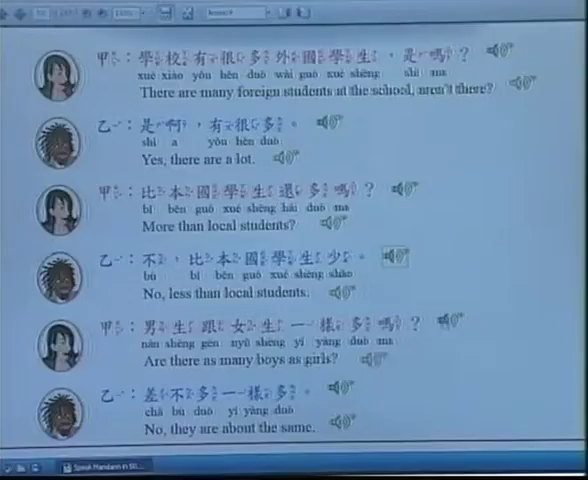 甲：學校有很多外國學生，是嗎？
xué xiào yǒu hěn duō wài guó xué shēng shì ma
There are many foreign students at the school, aren't there?
乙：是啊，有很多。
shì a yǒu hěn duō
Yes, there are a lot.
甲：比本國學生還多嗎？
bǐ běn guó xué shēng hái duō ma
More than local students?
乙：不，比本國學生少。
bù bǐ běn guó xué shēng shǎo
No, less than local students.
甲：男生跟女生一樣多嗎？
nán shēng gēn nyǔ shēng yí yàng duō ma
Are there as many boys as girls?
乙：差不多一樣多。
chā bù duō yí yàng duō
No, they are about the same.
Speak Mandarin in